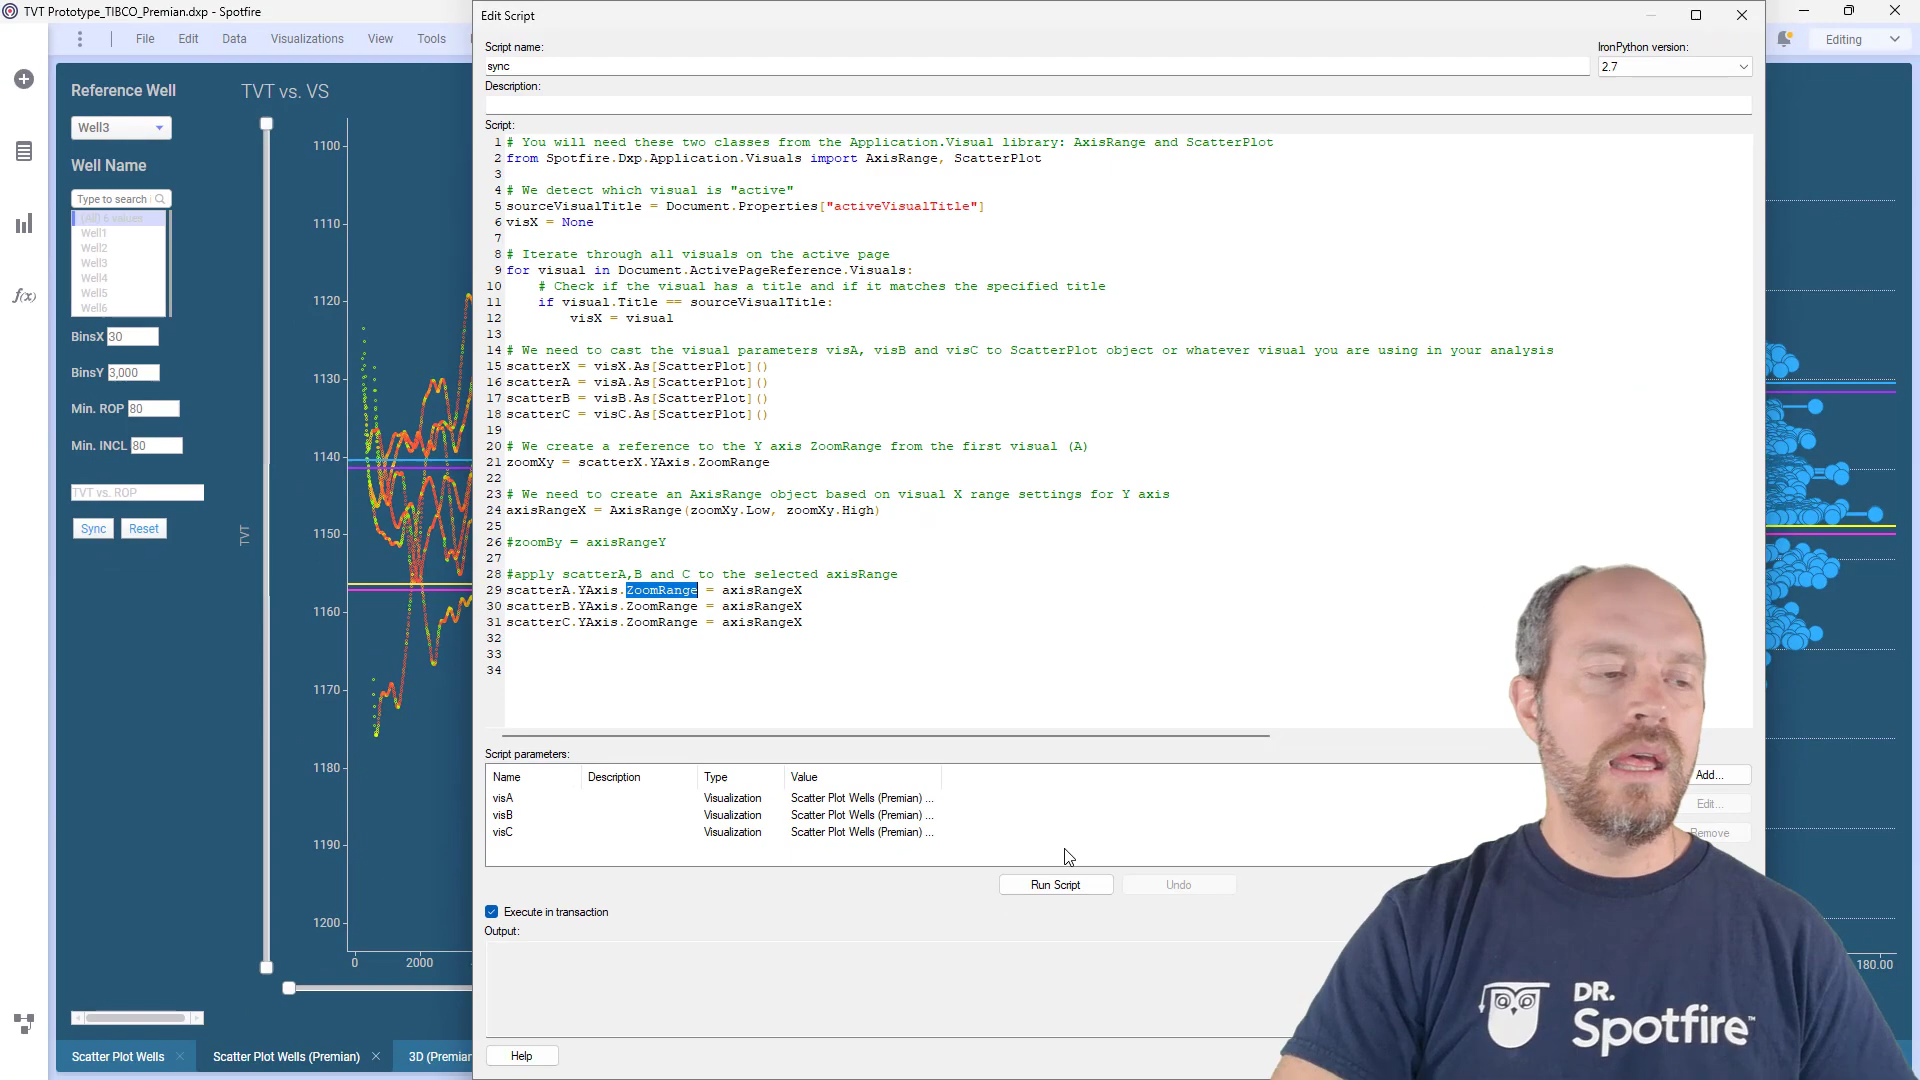 TVT Prototype_TIBCO_Premian.dxp - Spotfire
File Edit Data Visualizations View Tools
Editing
Reference Well
Well3
Well Name
Type to search
(All) 6 values
Well1
Well2
Well3
Well4
Well5
Well6
BinsX 30
BinsY 3,000
Min. ROP 80
Min. INCL 80
TVT vs. ROP
Sync Reset
f(x)
TVT vs. VS
TVT
1100
1110
1120
1130
1140
1150
1160
1170
1180
1190
1200
0 2000
Edit Script
Script name:
sync
IronPython version:
2.7
Description:
Script:
1 # You will need these two classes from the Application.Visual library: AxisRange and ScatterPlot
2 from Spotfire.Dxp.Application.Visuals import AxisRange, ScatterPlot
3
4 # We detect which visual is "active"
5 sourceVisualTitle = Document.Properties["activeVisualTitle"]
6 visX = None
7
8 # Iterate through all visuals on the active page
9 for visual in Document.ActivePageReference.Visuals:
10 # Check if the visual has a title and if it matches the specified title
11 if visual.Title == sourceVisualTitle:
12 visX = visual
13
14 # We need to cast the visual parameters visA, visB and visC to ScatterPlot object or whatever visual you are using in your analysis
15 scatterX = visX.As[ScatterPlot]()
16 scatterA = visA.As[ScatterPlot]()
17 scatterB = visB.As[ScatterPlot]()
18 scatterC = visC.As[ScatterPlot]()
19
20 # We create a reference to the Y axis ZoomRange from the first visual (A)
21 zoomXy = scatterX.YAxis.ZoomRange
22
23 # We need to create an AxisRange object based on visual X range settings for Y axis
24 axisRangeX = AxisRange(zoomXy.Low, zoomXy.High)
25
26 #zoomBy = axisRangeY
27
28 #apply scatterA,B and C to the selected axisRange
29 scatterA.YAxis.ZoomRange = axisRangeX
30 scatterB.YAxis.ZoomRange = axisRangeX
31 scatterC.YAxis.ZoomRange = axisRangeX
32
33
34
Script parameters:
Name Description Type Value
visA Visualization Scatter Plot Wells (Premian) ...
visB Visualization Scatter Plot Wells (Premian) ...
visC Visualization Scatter Plot Wells (Premian) ...
Add...
Edit...
Remove
Run Script Undo
Execute in transaction
Output:
Help
180.00
DR.
Spotfire™
Scatter Plot Wells Scatter Plot Wells (Premian) 3D (Premian